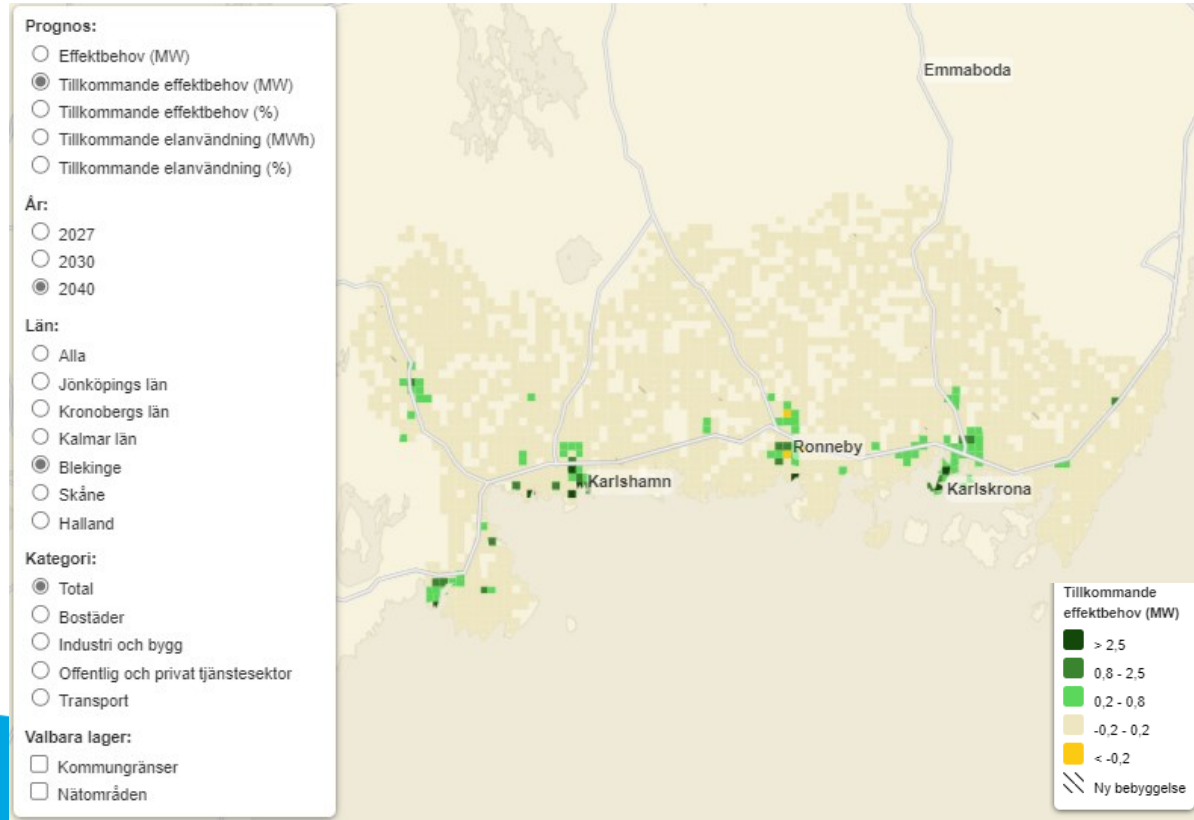 Prognos:
Effektbehov (MW)
Tillkommande effektbehov (MW)
Tillkommande effektbehov (%)
Tillkommande elanvändning (MWh)
Tillkommande elanvändning (%)
År:
2027
2030
2040
Län:
Alla
Jönköpings län
Kronobergs län
Kalmar län
Blekinge
Skåne
Halland
Kategori:
Total
Bostäder
Industri och bygg
Offentlig och privat tjänstesektor
Transport
Valbara lager:
Kommungränser
Nätområden
Emmaboda
Ronneby
Karlshamn
Karlskrona
Tillkommande
effektbehov (MW)
> 2,5
0,8 - 2,5
0,2 - 0,8
-0,2 - 0,2
< -0,2
Ny bebyggelse